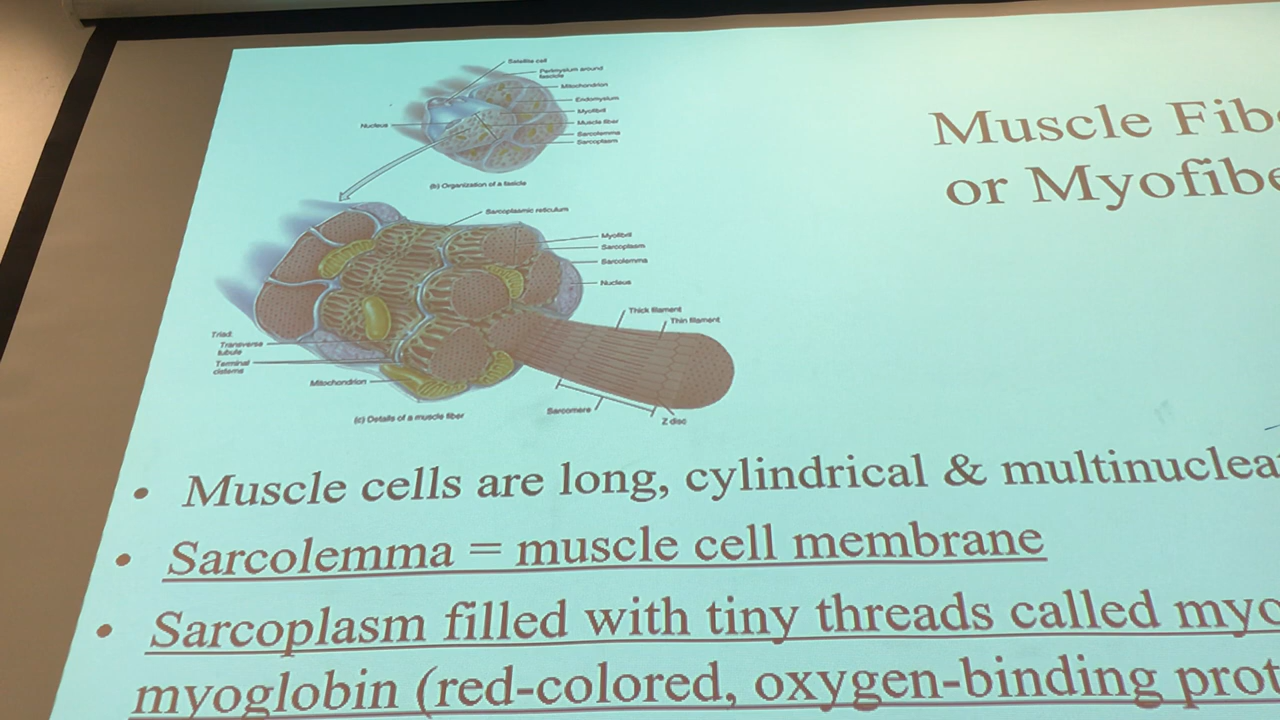 Satellite cell
Perimysium around
fascicle
Mitochondrion
Endomysium
Myofibril
Muscle fiber
Sarcolemma
Sarcoplasm
Nucleus
(b) Organization of a fasicle
Sarcoplasmic reticulum
Myofibril
Sarcoplasm
Sarcolemma
Nucleus
Thick filament
Thin filament
Triad:
Transverse
tubule
Terminal
cisterns
Mitochondrion
Sarcomere
Z disc
(c) Details of a muscle fiber
Muscle Fibe
or Myofibe
• Muscle cells are long, cylindrical & multinuclea
• Sarcolemma = muscle cell membrane
• Sarcoplasm filled with tiny threads called myo
myoglobin (red-colored, oxygen-binding prot